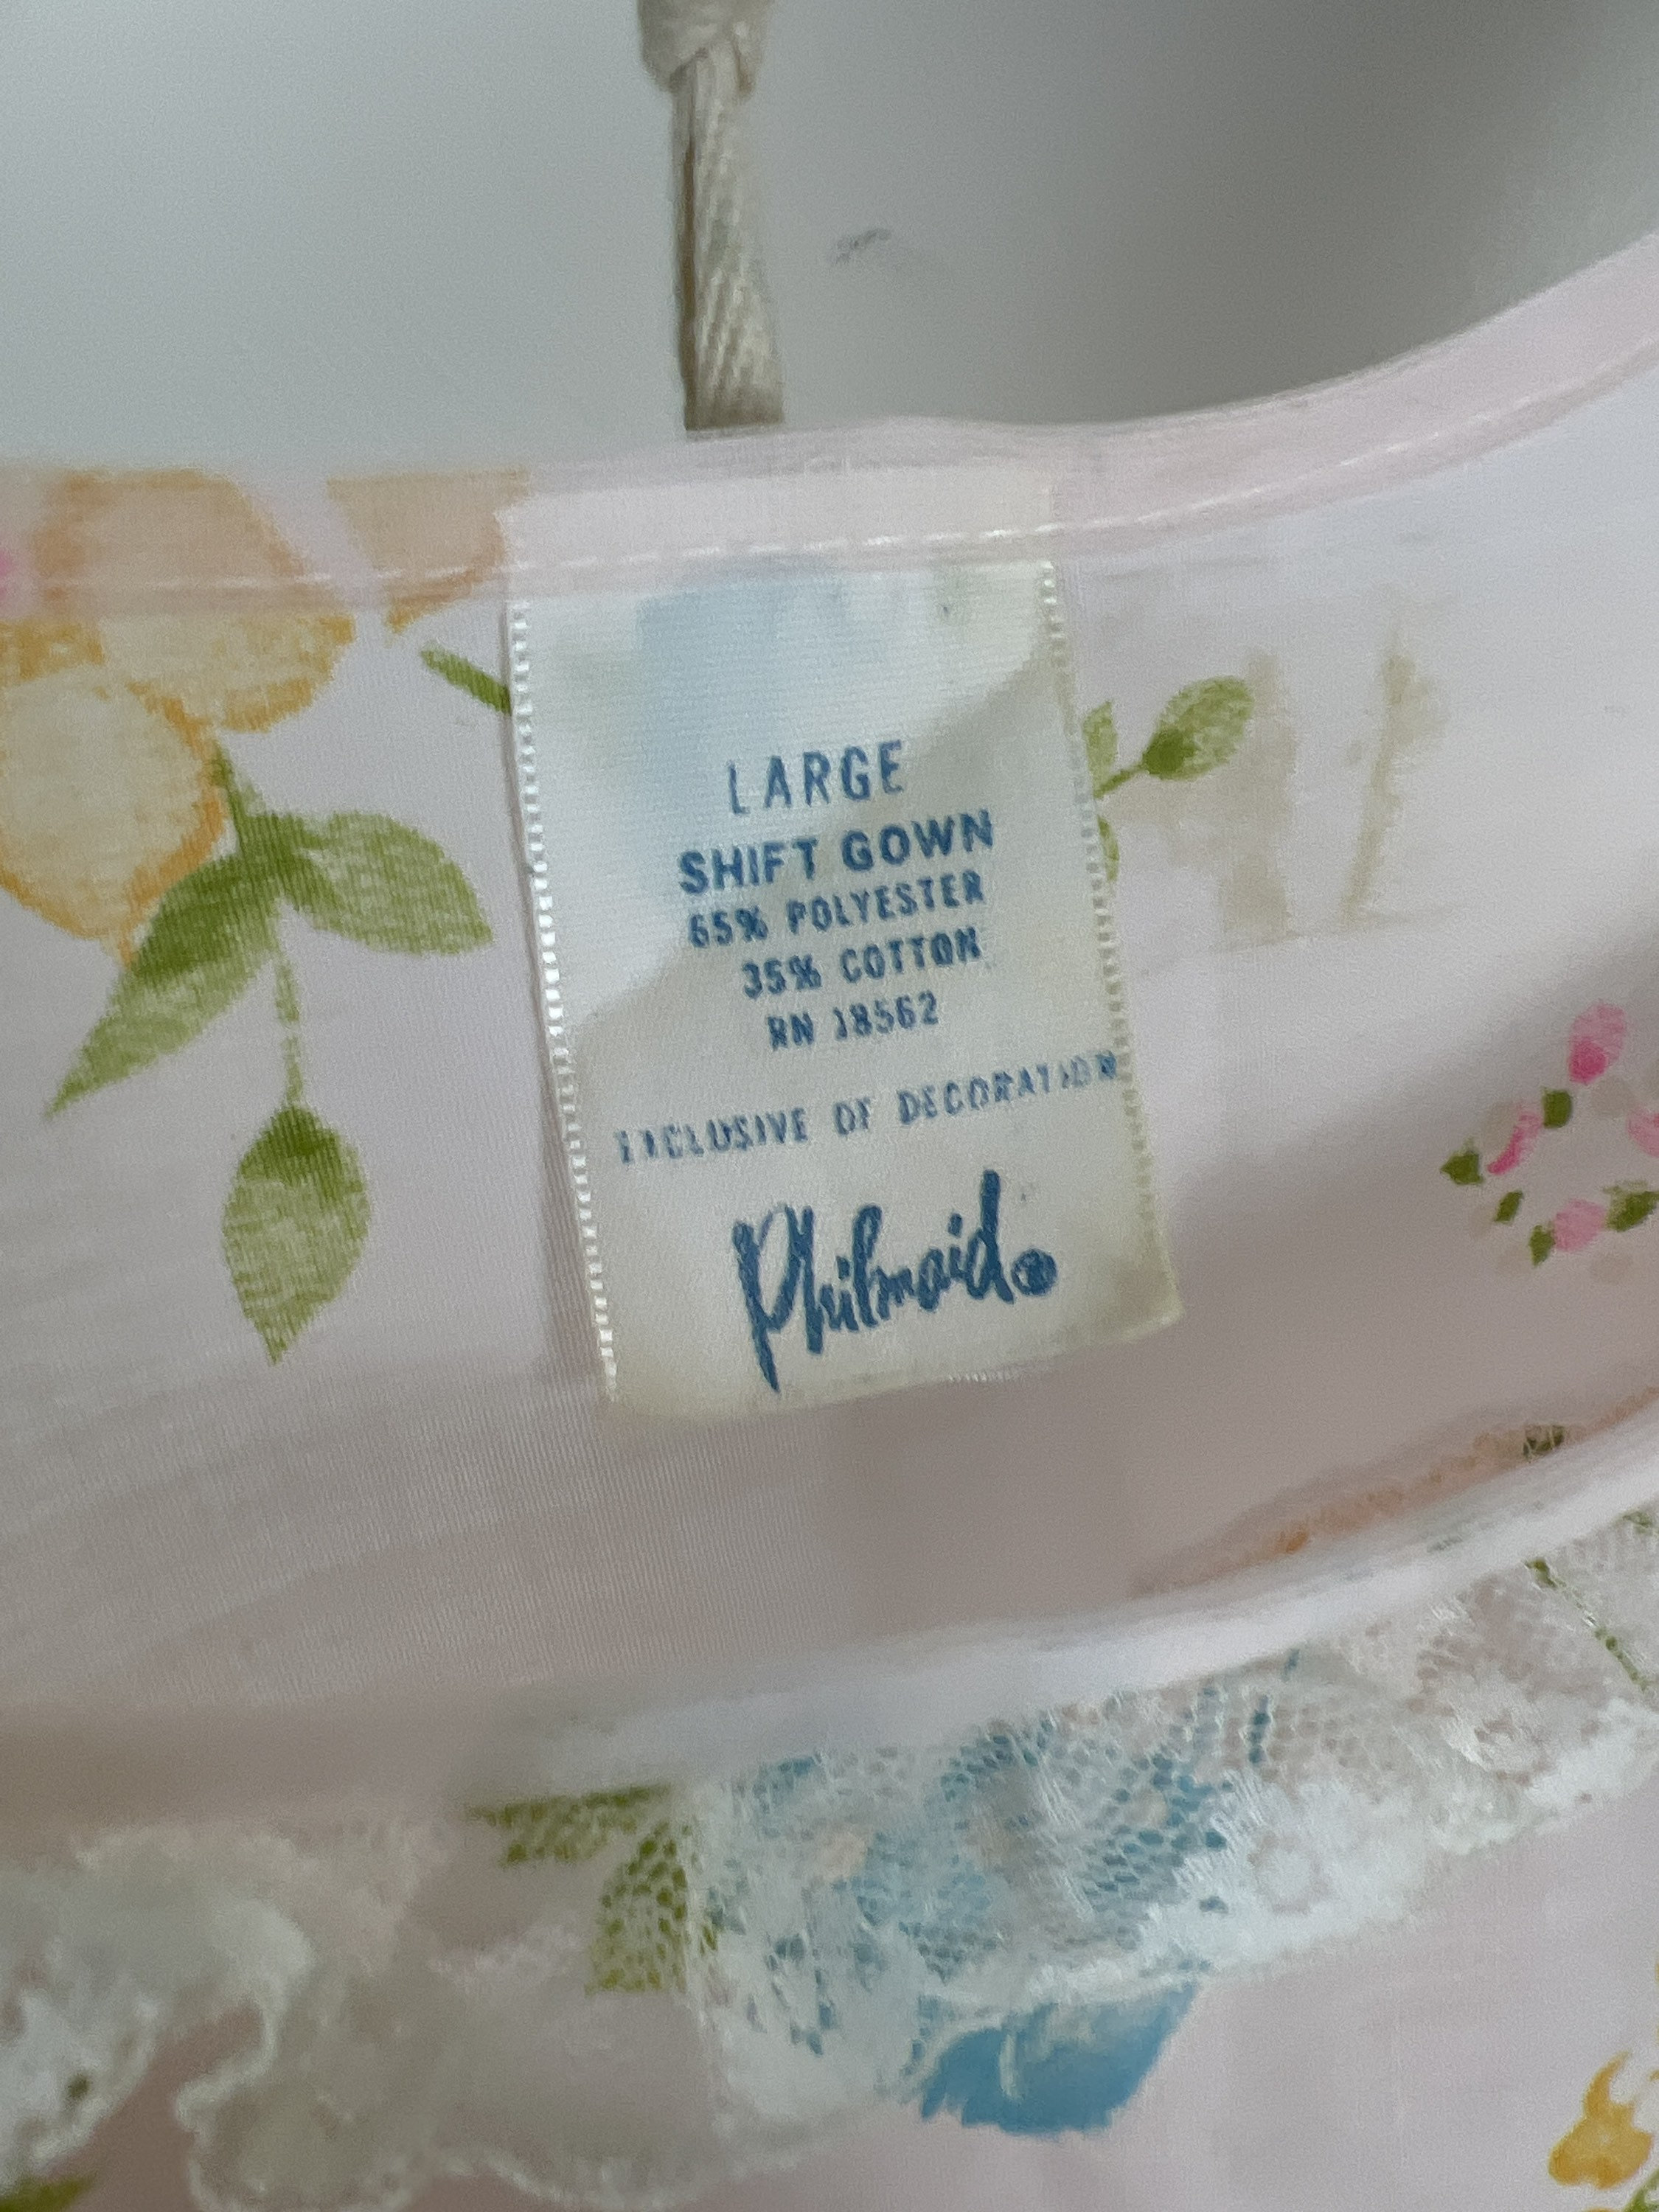 LARGE
SHIFT GOWN
65% POLYESTER
35% COTTON
RN 18562
EXCLUSIVE OF DECORATION
Philmaid®